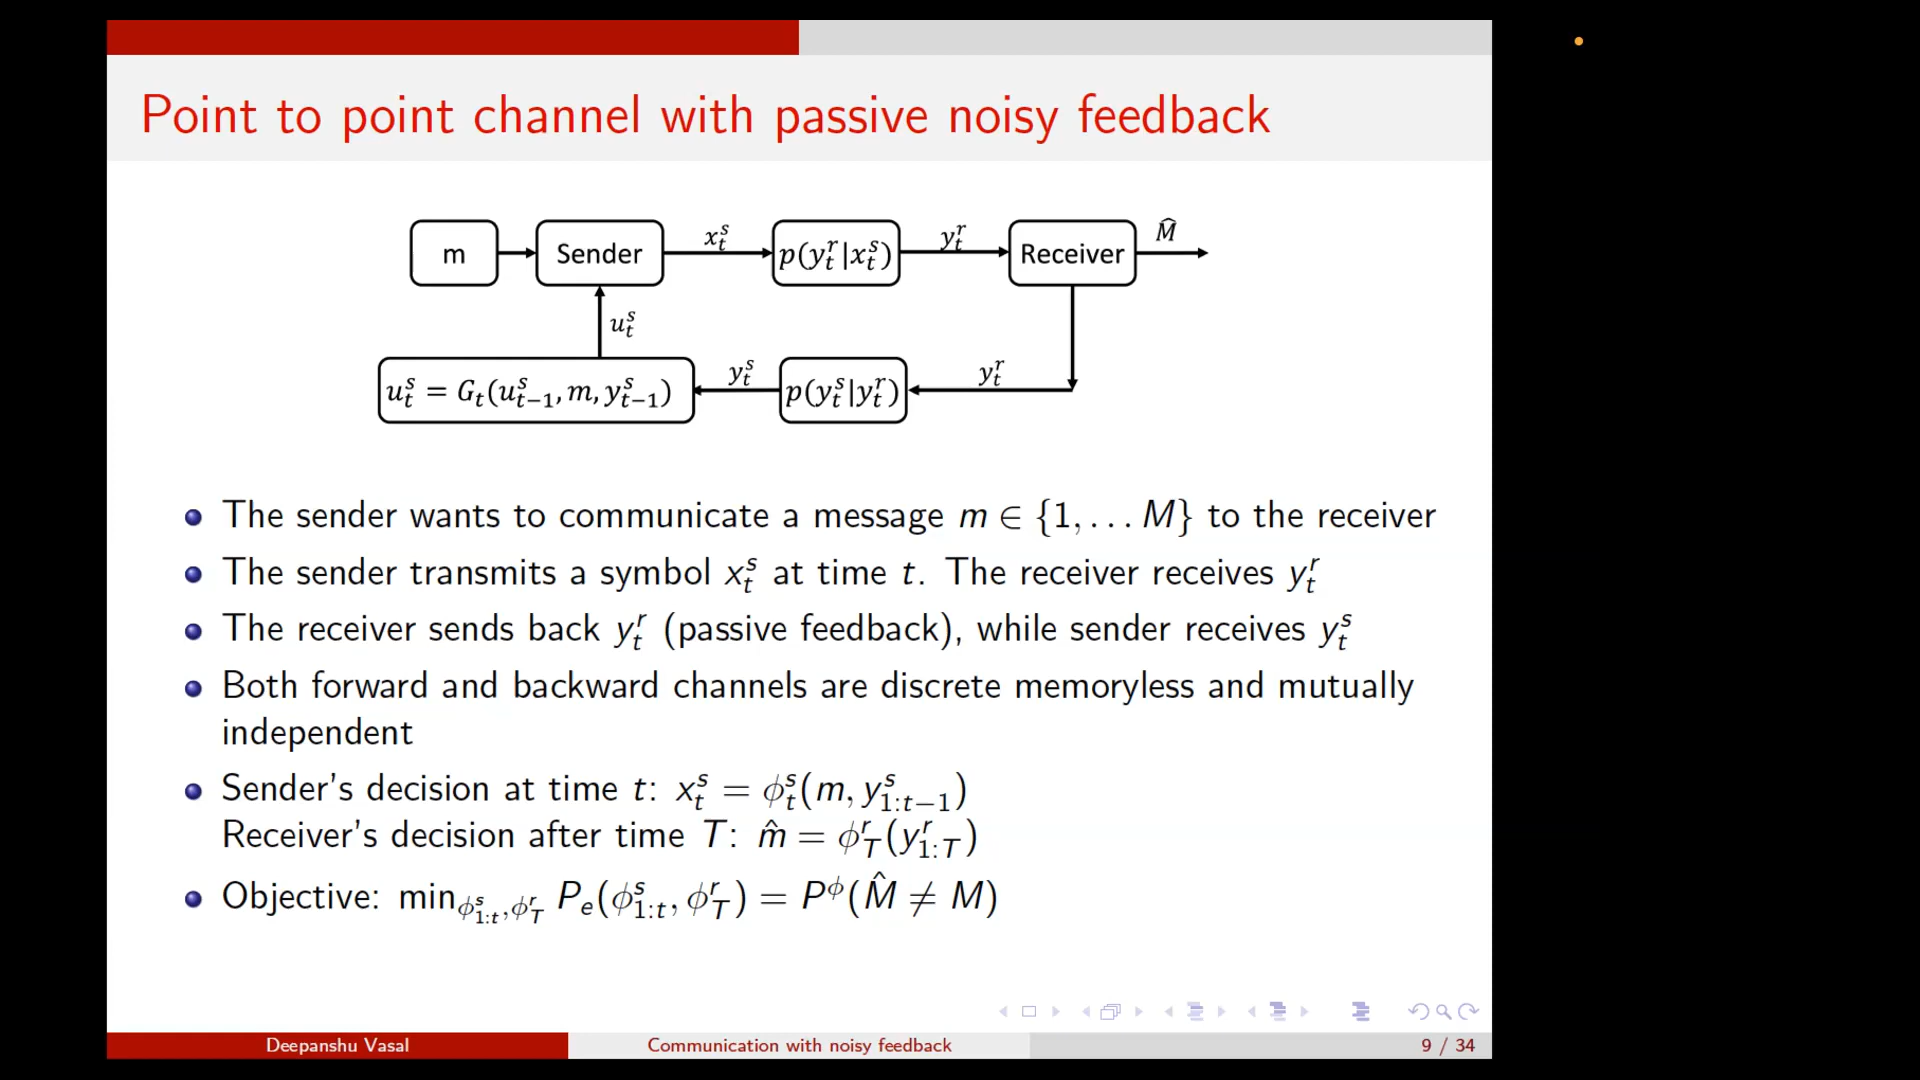 Point to point channel with passive noisy feedback
m
Sender
x_t^s
p(y_t^r|x_t^s)
y_t^r
Receiver
M̂
u_t^s
u_t^s = G_t(u_{t-1}^s, m, y_{t-1}^s)
y_t^s
p(y_t^s|y_t^r)
y_t^r
The sender wants to communicate a message m ∈ {1, . . . M} to the receiver
The sender transmits a symbol x_t^s at time t. The receiver receives y_t^r
The receiver sends back y_t^r (passive feedback), while sender receives y_t^s
Both forward and backward channels are discrete memoryless and mutually
independent
Sender's decision at time t: x_t^s = ϕ_t^s(m, y_{1:t−1}^s)
Receiver's decision after time T: m̂ = ϕ_T^r(y_{1:T}^r)
Objective: min_{ϕ_{1:t}^s, ϕ_T^r} P_e(ϕ_{1:t}^s, ϕ_T^r) = P^ϕ(M̂ ≠ M)
Deepanshu Vasal
Communication with noisy feedback
9 / 34